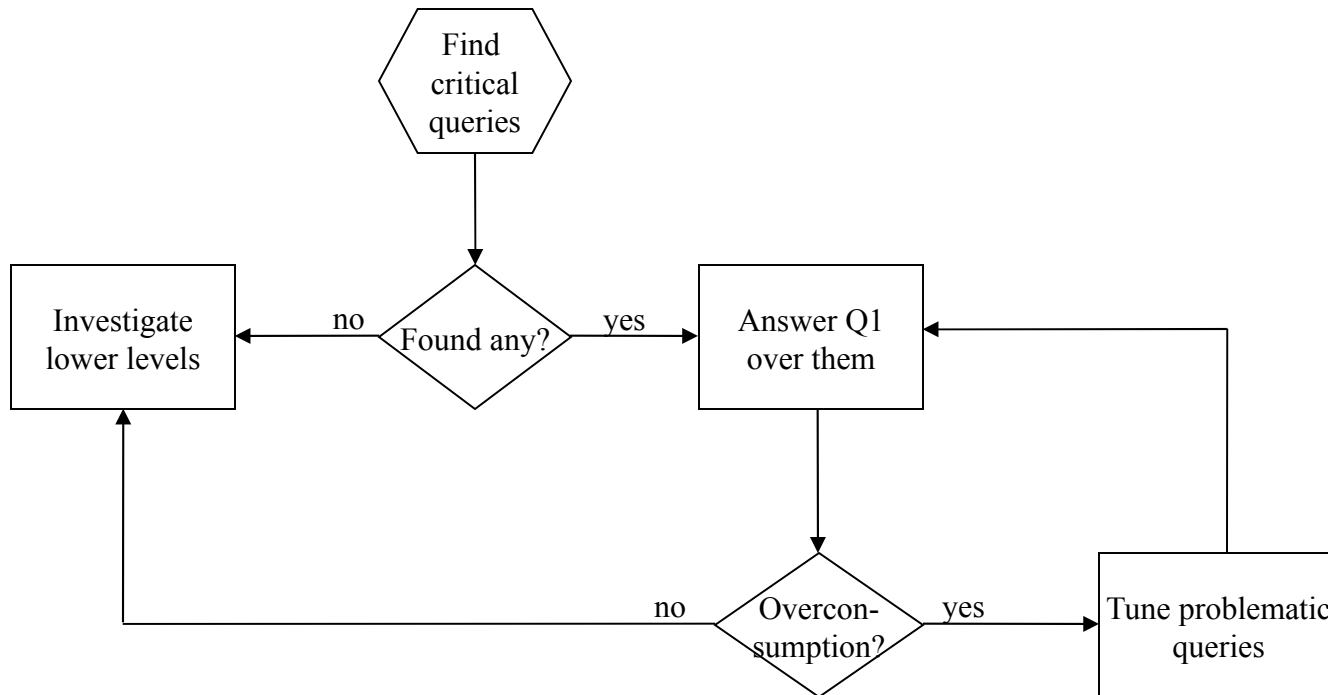 Find
critical
queries
Investigate
lower levels
no
Found any?
yes
Answer Q1
over them
no
Overcon-
sumption?
yes
Tune problematic
queries